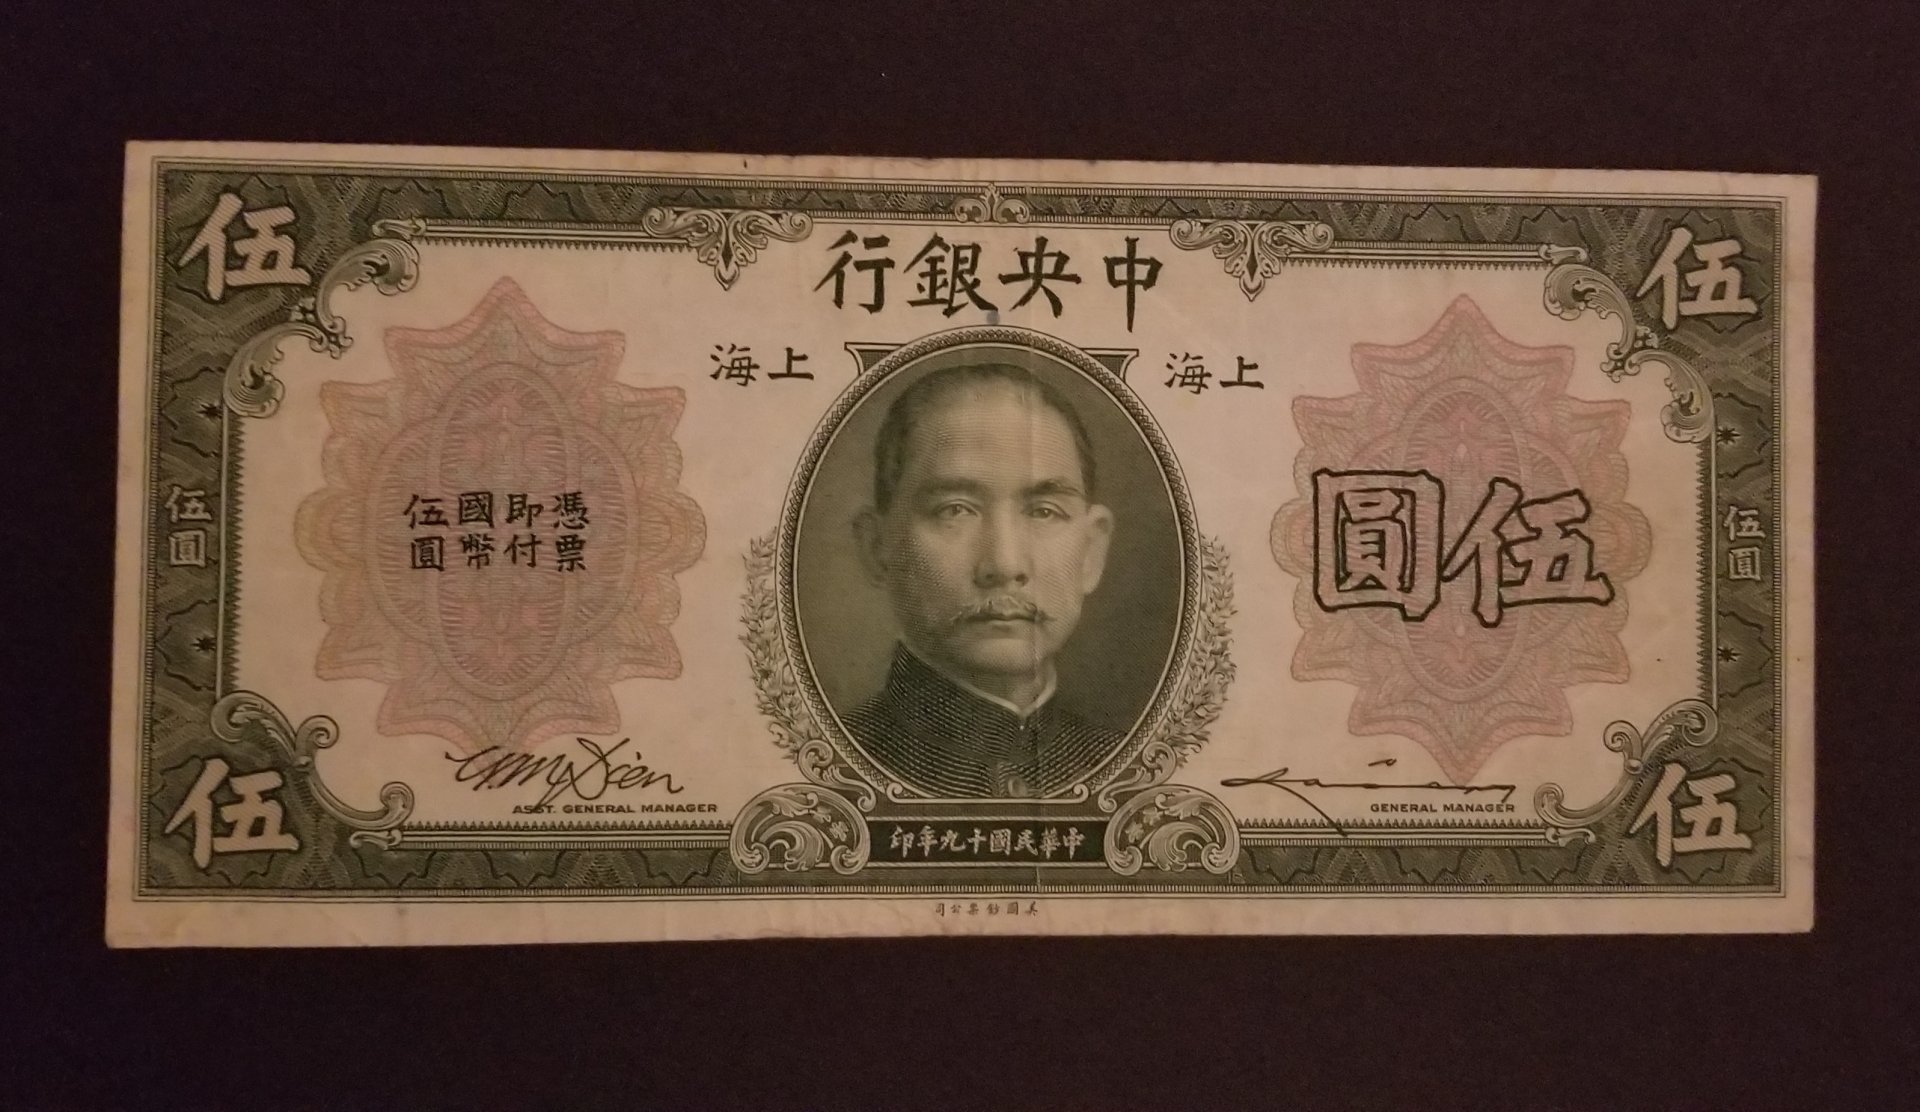 伍
伍
中央銀行
上海
上海
伍圓
伍圓
伍圓
憑票
即付
國幣
伍圓
ASST. GENERAL MANAGER
GENERAL MANAGER
伍
伍
中華民國十九年印
美國鈔票公司